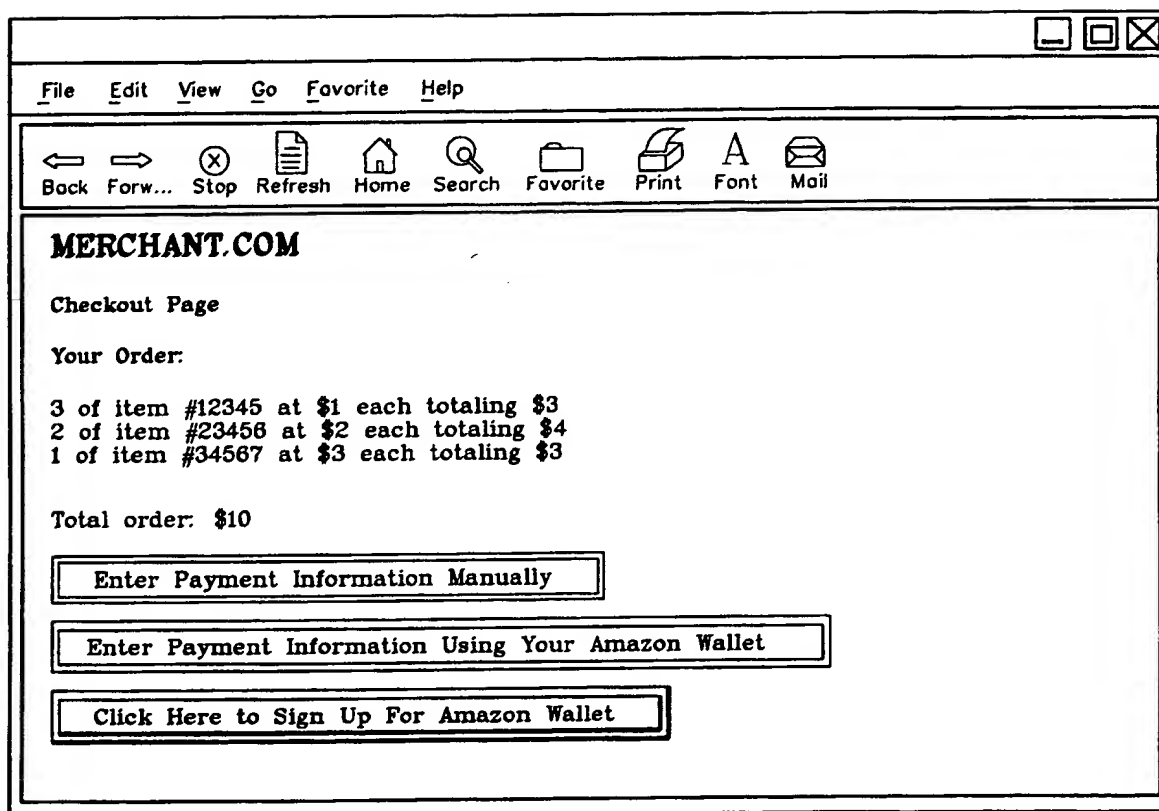 File Edit View Go Favorite Help
Back Forw... Stop Refresh Home Search Favorite Print Font Mail
MERCHANT.COM
Checkout Page
Your Order:
3 of item #12345 at $1 each totaling $3
2 of item #23456 at $2 each totaling $4
1 of item #34567 at $3 each totaling $3
Total order: $10
Enter Payment Information Manually
Enter Payment Information Using Your Amazon Wallet
Click Here to Sign Up For Amazon Wallet